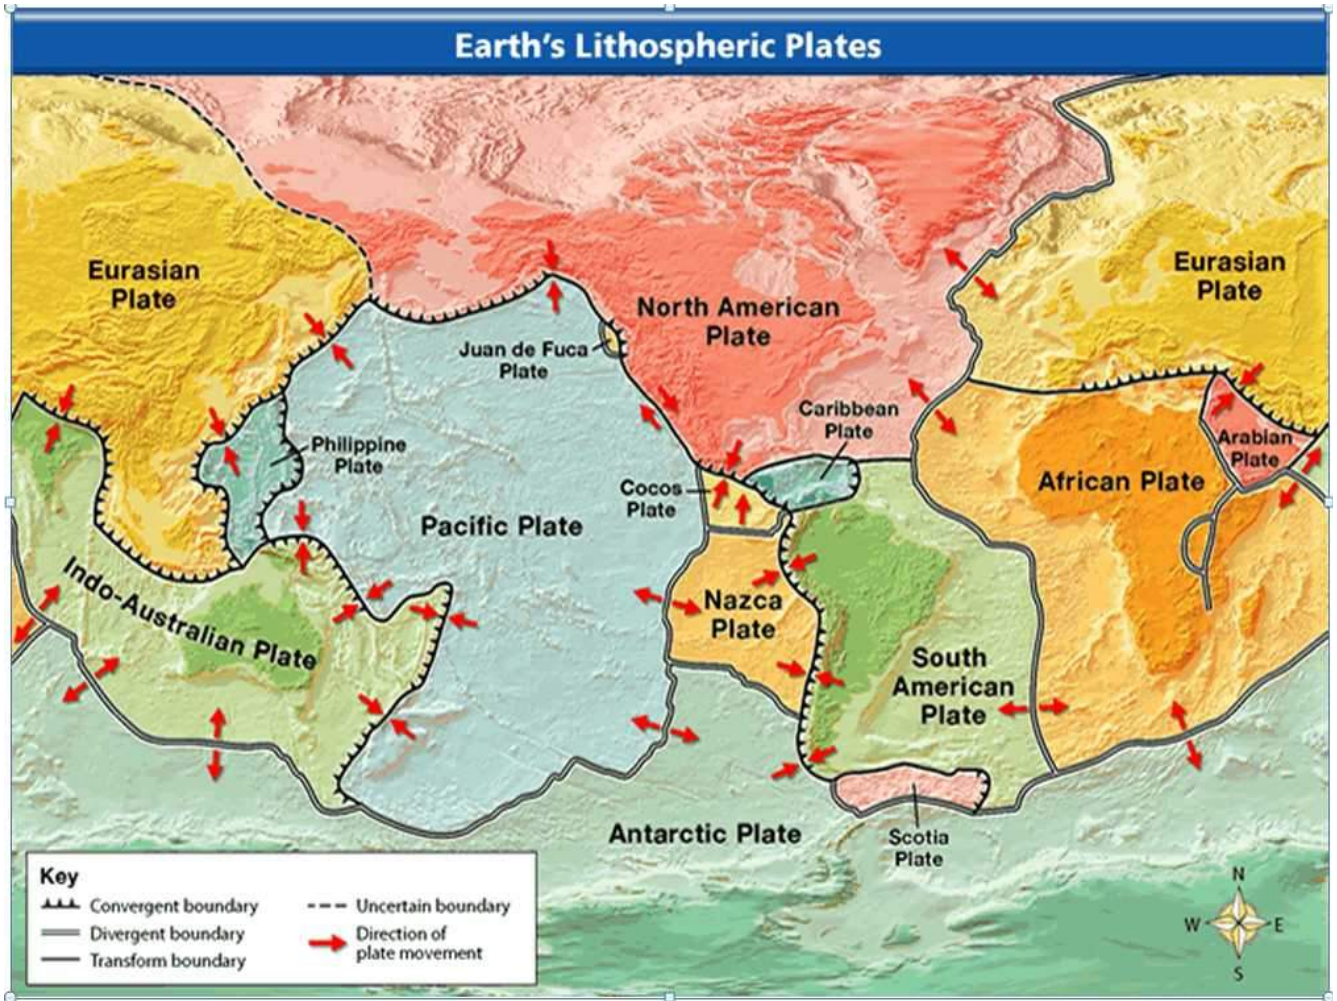 Earth's Lithospheric Plates
Eurasian
Plate
North American
Plate
Juan de Fuca
Plate
Eurasian
Plate
Philippine
Plate
Caribbean
Plate
Arabian
Plate
Cocos
Plate
Pacific Plate
African Plate
Indo-Australian Plate
Nazca
Plate
South
American
Plate
Antarctic Plate
Scotia
Plate
Key
Convergent boundary
Divergent boundary
Transform boundary
Uncertain boundary
Direction of
plate movement
N
W
E
S